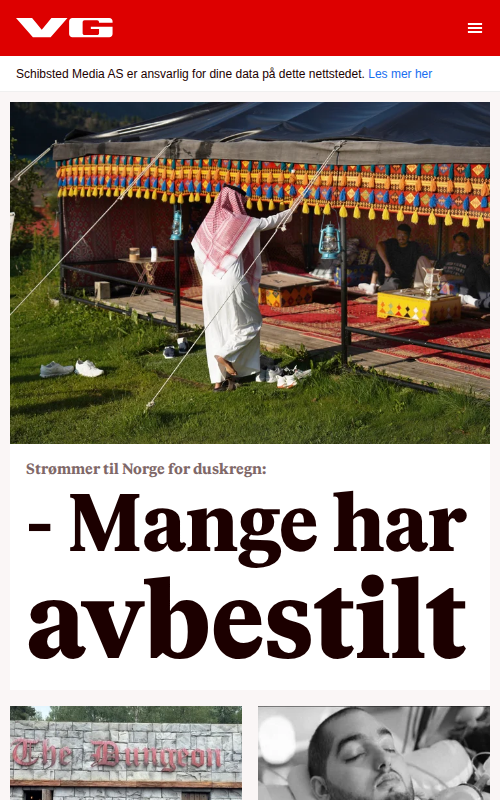 VG
Schibsted Media AS er ansvarlig for dine data på dette nettstedet. Les mer her
Strømmer til Norge for duskregn:
- Mange har
avbestilt
The Dungeon